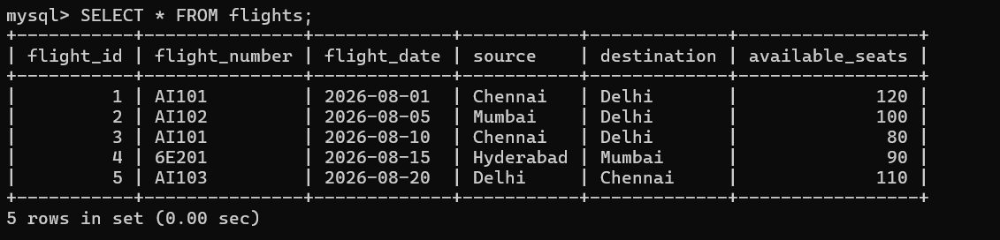 mysql> SELECT * FROM flights;
+-----------+---------------+-------------+-----------+-------------+-----------------+
| flight_id | flight_number | flight_date | source    | destination | available_seats |
+-----------+---------------+-------------+-----------+-------------+-----------------+
|         1 | AI101         | 2026-08-01  | Chennai   | Delhi       |             120 |
|         2 | AI102         | 2026-08-05  | Mumbai    | Delhi       |             100 |
|         3 | AI101         | 2026-08-10  | Chennai   | Delhi       |              80 |
|         4 | 6E201         | 2026-08-15  | Hyderabad | Mumbai      |              90 |
|         5 | AI103         | 2026-08-20  | Delhi     | Chennai     |             110 |
+-----------+---------------+-------------+-----------+-------------+-----------------+
5 rows in set (0.00 sec)